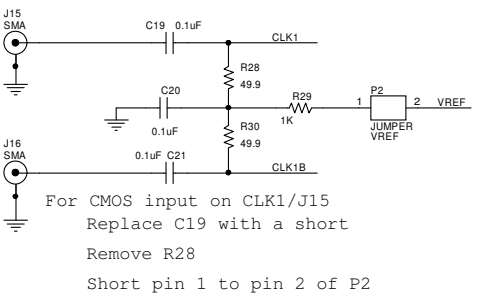 J15
SMA
C19 0.1uF
CLK1
R28
49.9
C20
0.1uF
R29
1K
P2
1 2 VREF
JUMPER
VREF
R30
49.9
J16
SMA
0.1uF C21
CLK1B
For CMOS input on CLK1/J15
Replace C19 with a short
Remove R28
Short pin 1 to pin 2 of P2